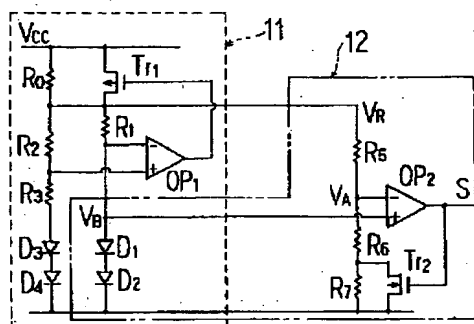 11
Vcc
12
Tr1
R0
R1
VR
R2
R5
OP1
OP2
S
R3
VA
VB
R6
D3
D1
Tr2
D4
D2
R7